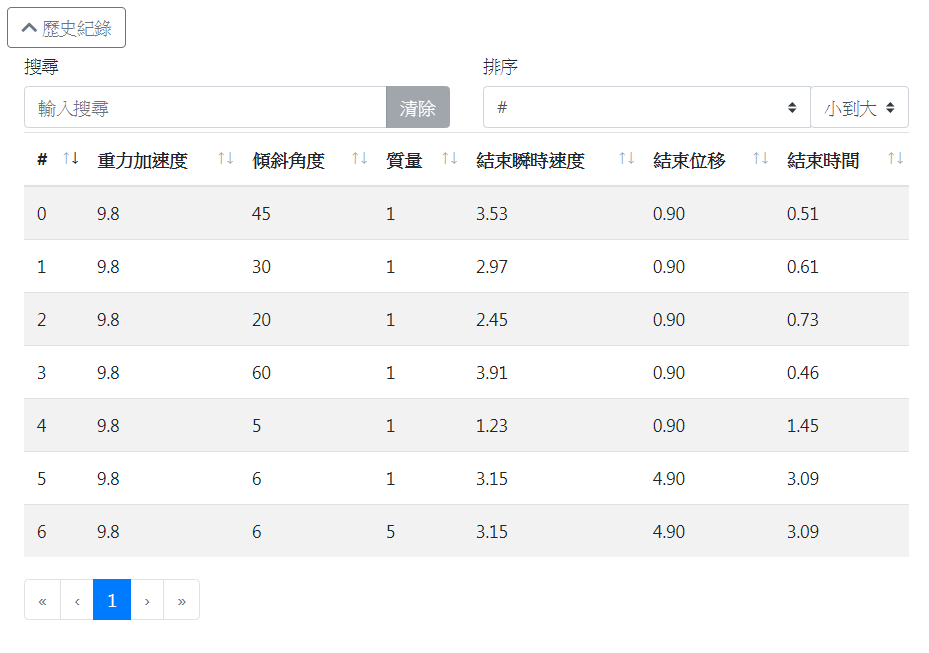 歷史紀錄
搜尋 排序
輸入搜尋 清除 # 小到大
# ↑↓ 重力加速度 ↑↓ 傾斜角度 ↑↓ 質量 ↑↓ 結束瞬時速度 ↑↓ 結束位移 ↑↓ 結束時間 ↑↓
0 9.8 45 1 3.53 0.90 0.51
1 9.8 30 1 2.97 0.90 0.61
2 9.8 20 1 2.45 0.90 0.73
3 9.8 60 1 3.91 0.90 0.46
4 9.8 5 1 1.23 0.90 1.45
5 9.8 6 1 3.15 4.90 3.09
6 9.8 6 5 3.15 4.90 3.09
« ‹ 1 › »